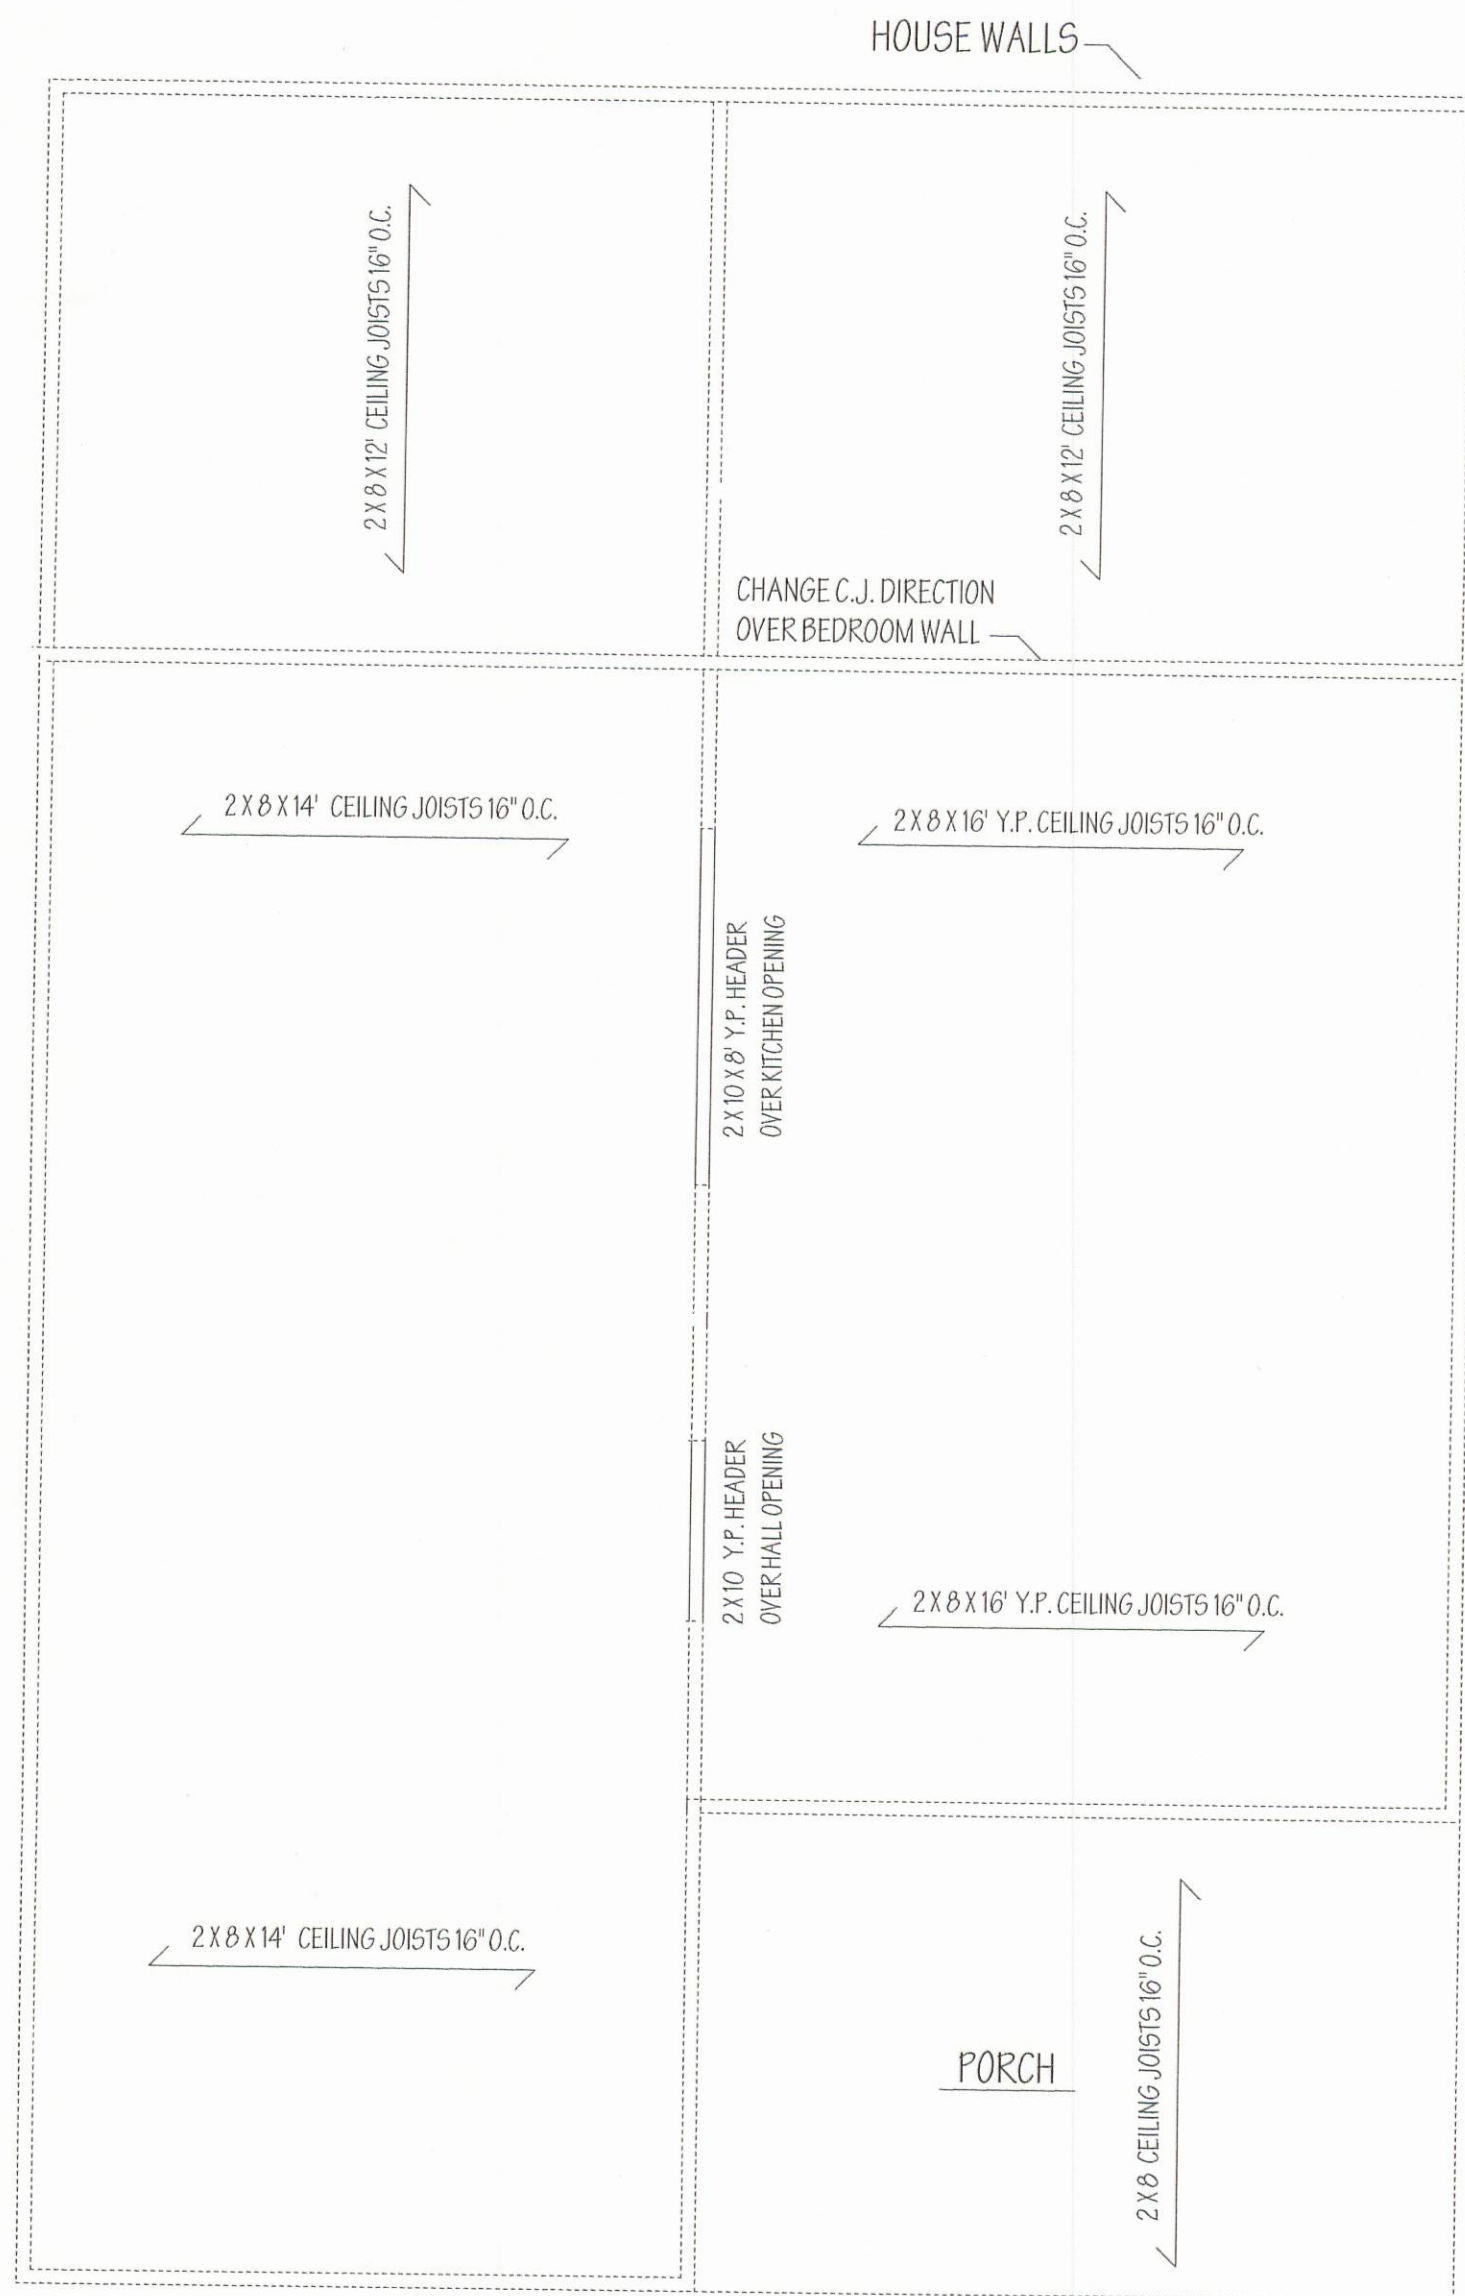 HOUSE WALLS
2 X 8 X 12' CEILING JOISTS 16" O.C.
2 X 8 X 12' CEILING JOISTS 16" O.C.
CHANGE C.J. DIRECTION
OVER BEDROOM WALL
2 X 8 X 14' CEILING JOISTS 16" O.C.
2 X 8 X 16' Y.P. CEILING JOISTS 16" O.C.
2 X 10 X 8' Y.P. HEADER
OVER KITCHEN OPENING
2 X 10 Y.P. HEADER
OVER HALL OPENING
2 X 8 X 16' Y.P. CEILING JOISTS 16" O.C.
2 X 8 X 14' CEILING JOISTS 16" O.C.
PORCH
2 X 8 CEILING JOISTS 16" O.C.